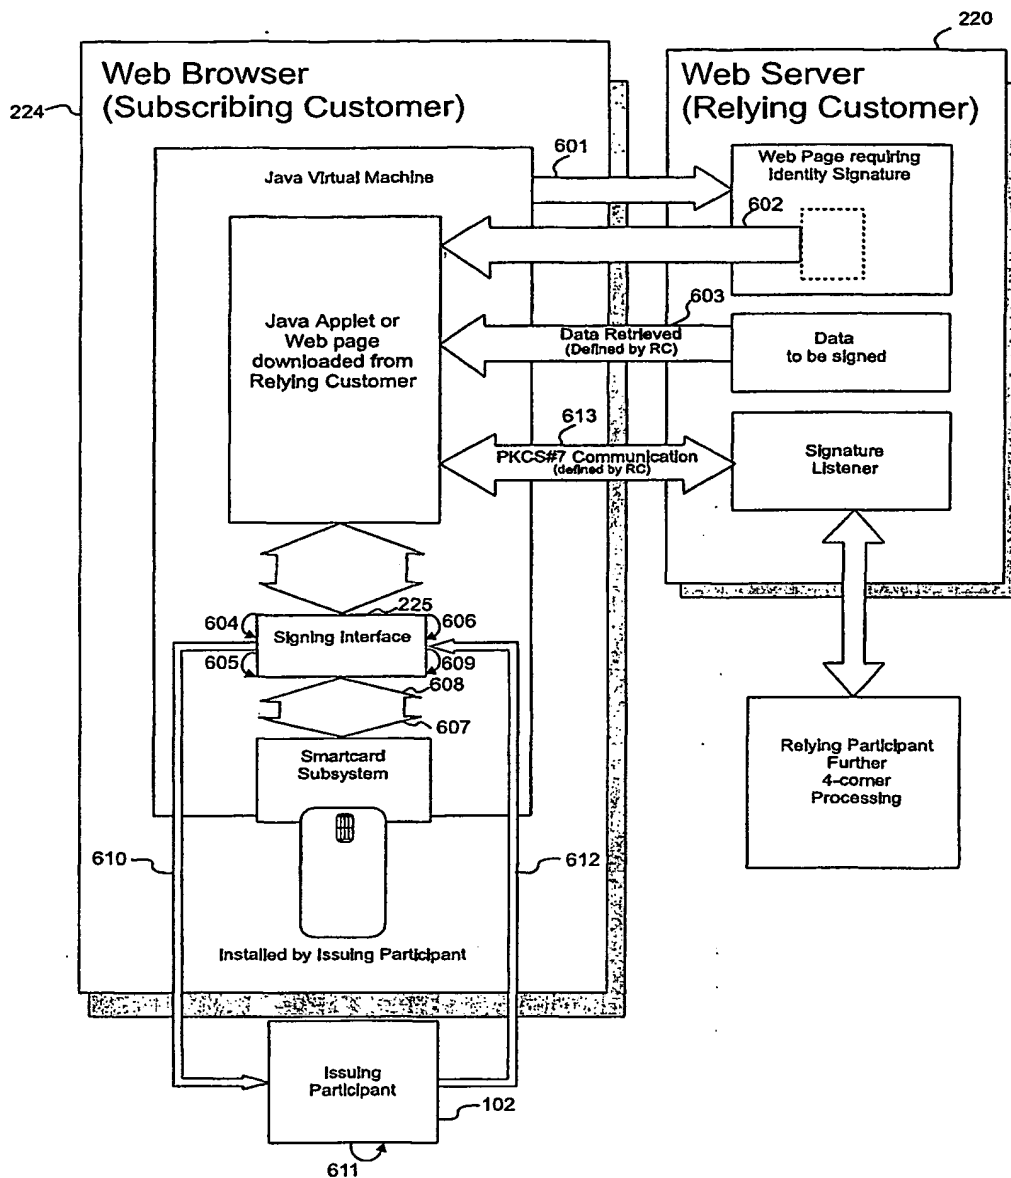 220
Web Browser
(Subscribing Customer)
224
Web Server
(Relying Customer)
601
Java Virtual Machine
Web Page requiring
Identity Signature
602
603
Java Applet or
Web page
downloaded from
Relying Customer
Data Retrieved
(Defined by RC)
Data
to be signed
613
PKCS#7 Communication
(defined by RC)
Signature
Listener
225
604
606
Signing Interface
605
609
608
607
Smartcard
Subsystem
Relying Participant
Further
4-corner
Processing
610
612
Installed by Issuing Participant
Issuing
Participant
102
611